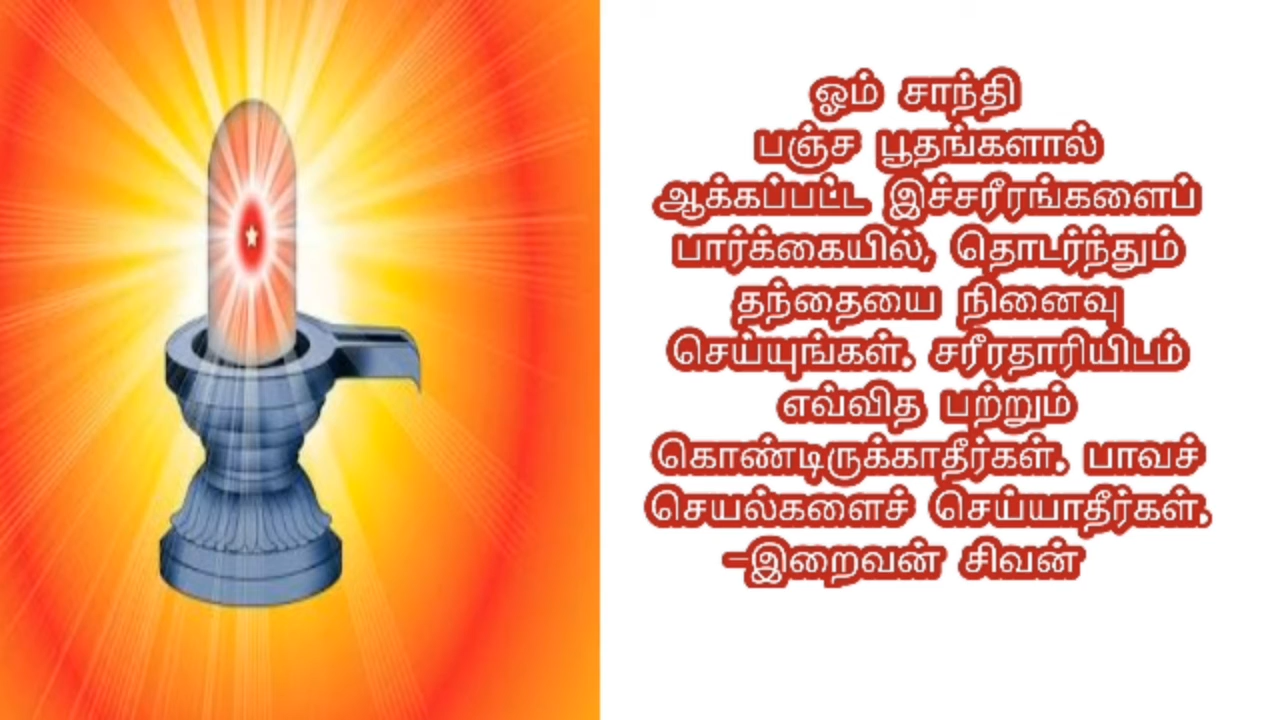 ஓம் சாந்தி
பஞ்ச பூதங்களால்
ஆக்கப்பட்ட இச்சரீரங்களைப்
பார்க்கையில், தொடர்ந்தும்
தந்தையை நினைவு
செய்யுங்கள். சரீரதாரியிடம்
எவ்வித பற்றும்
கொண்டிருக்காதீர்கள். பாவச்
செயல்களைச் செய்யாதீர்கள்.
-இறைவன் சிவன்